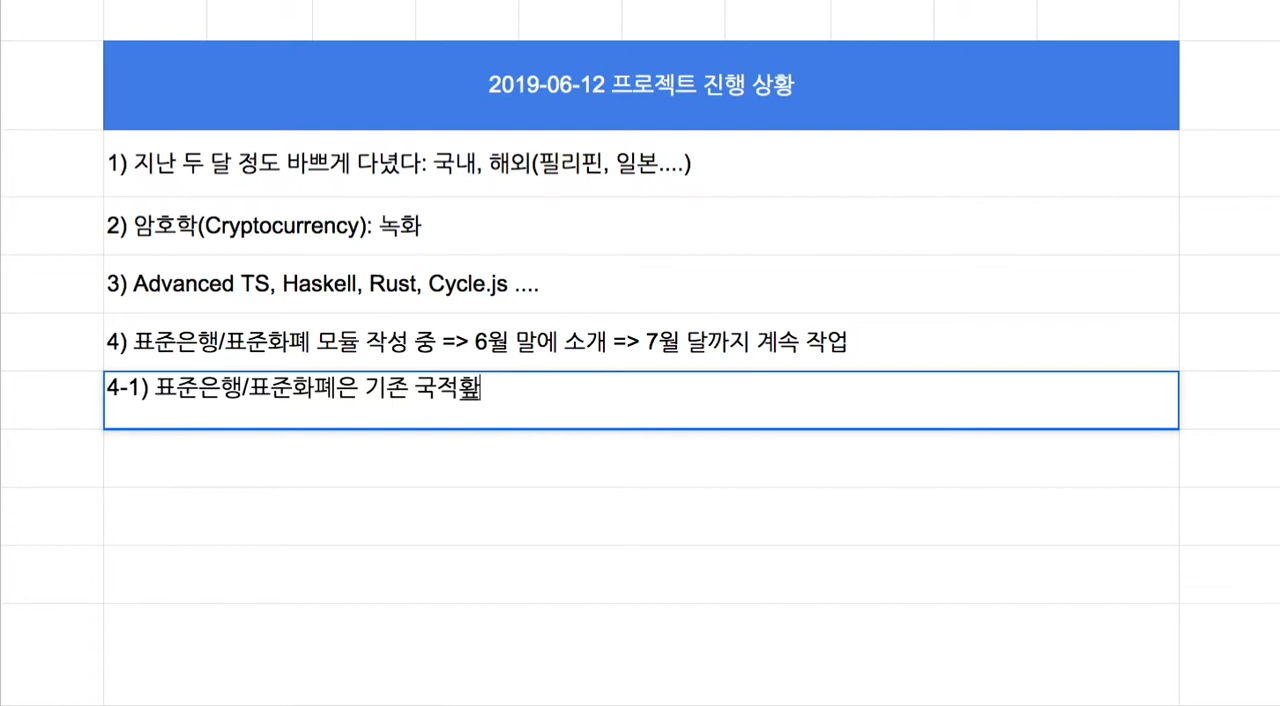 2019-06-12 프로젝트 진행 상황
1) 지난 두 달 정도 바쁘게 다녔다: 국내, 해외(필리핀, 일본....)
2) 암호학(Cryptocurrency): 녹화
3) Advanced TS, Haskell, Rust, Cycle.js ....
4) 표준은행/표준화폐 모듈 작성 중 => 6월 말에 소개 => 7월 달까지 계속 작업
4-1) 표준은행/표준화폐은 기존 국적홮